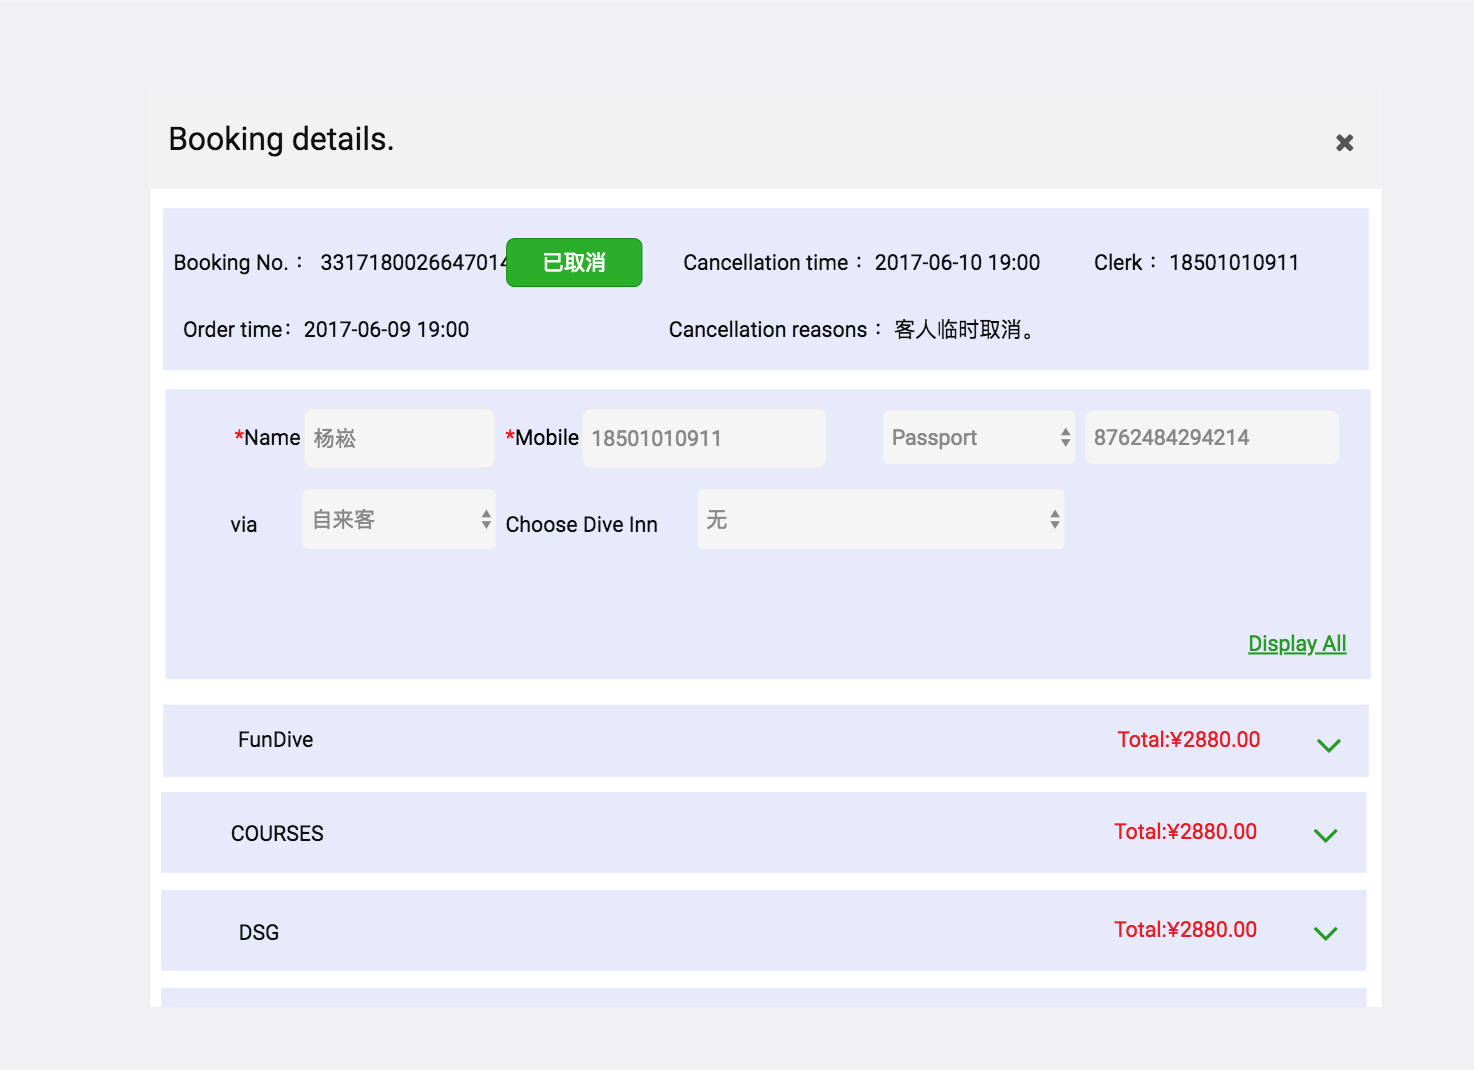 Booking details.
Booking No.： 3317180026647014 已取消 Cancellation time： 2017-06-10 19:00 Clerk： 18501010911
Order time： 2017-06-09 19:00 Cancellation reasons： 客人临时取消。
*Name 杨崧 *Mobile 18501010911 Passport 8762484294214
via 自来客 Choose Dive Inn 无
Display All
FunDive Total:¥2880.00
COURSES Total:¥2880.00
DSG Total:¥2880.00